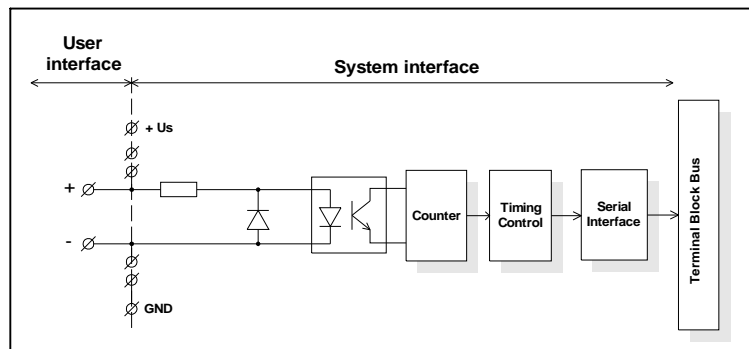 User
interface
System interface
+ Us
+
-
GND
Counter
Timing
Control
Serial
Interface
Terminal Block Bus